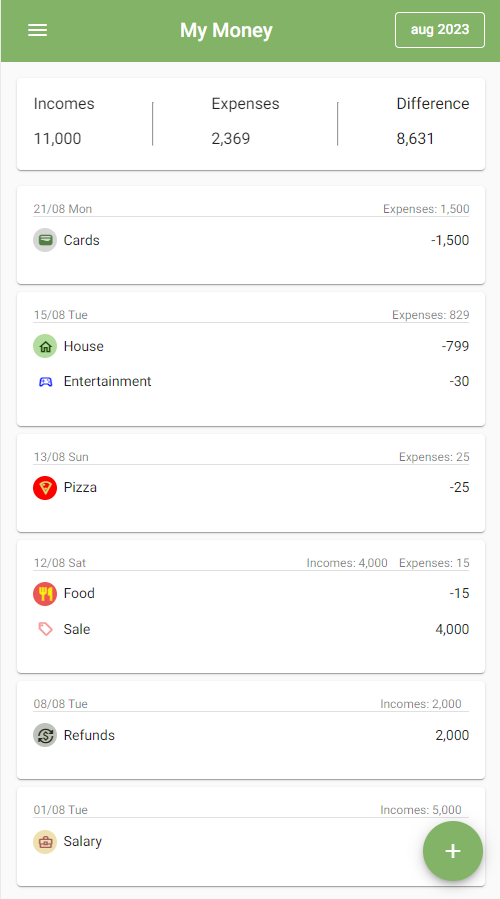 My Money aug 2023
Incomes Expenses Difference
11,000 2,369 8,631
21/08 Mon Expenses: 1,500
Cards -1,500
15/08 Tue Expenses: 829
House -799
Entertainment -30
13/08 Sun Expenses: 25
Pizza -25
12/08 Sat Incomes: 4,000 Expenses: 15
Food -15
Sale 4,000
08/08 Tue Incomes: 2,000
Refunds 2,000
01/08 Tue Incomes: 5,000
Salary
+